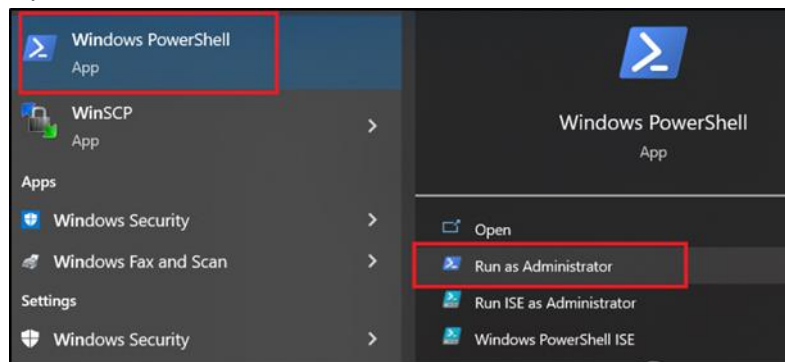 Windows PowerShell
App
WinSCP
App
Apps
Windows Security
Windows Fax and Scan
Settings
Windows Security
Windows PowerShell
App
Open
Run as Administrator
Run ISE as Administrator
Windows PowerShell ISE